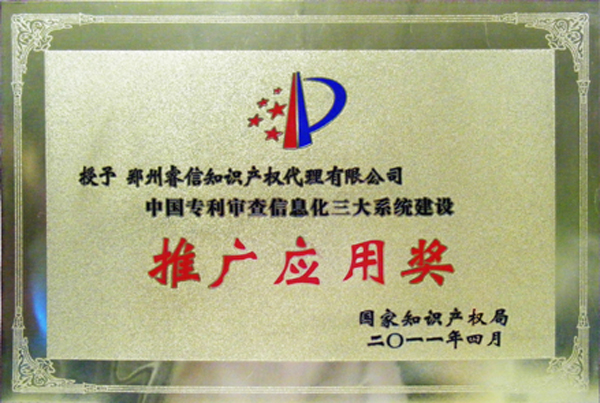 授予 郑州睿信知识产权代理有限公司
中国专利审查信息化三大系统建设
推广应用奖
国家知识产权局
二〇一一年四月